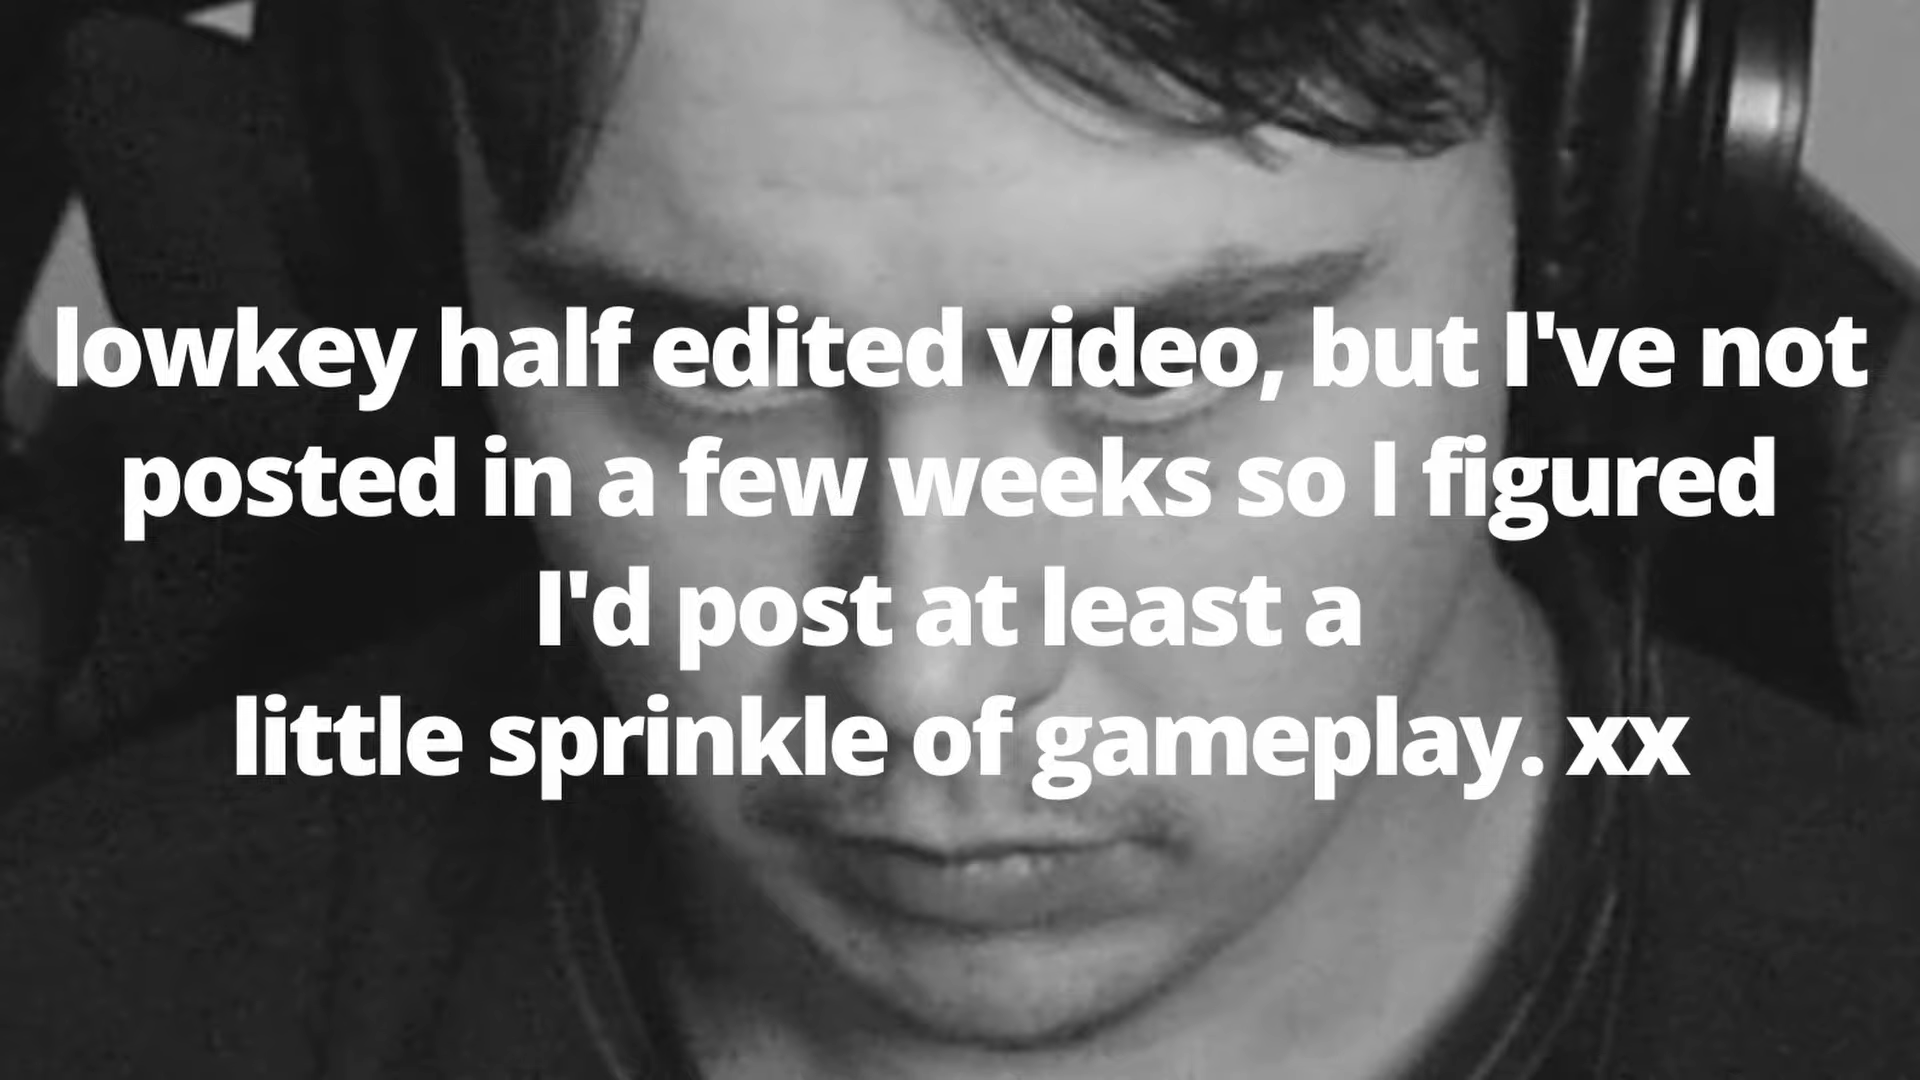 lowkey half edited video, but I've not
posted in a few weeks so I figured
I'd post at least a
little sprinkle of gameplay. xx